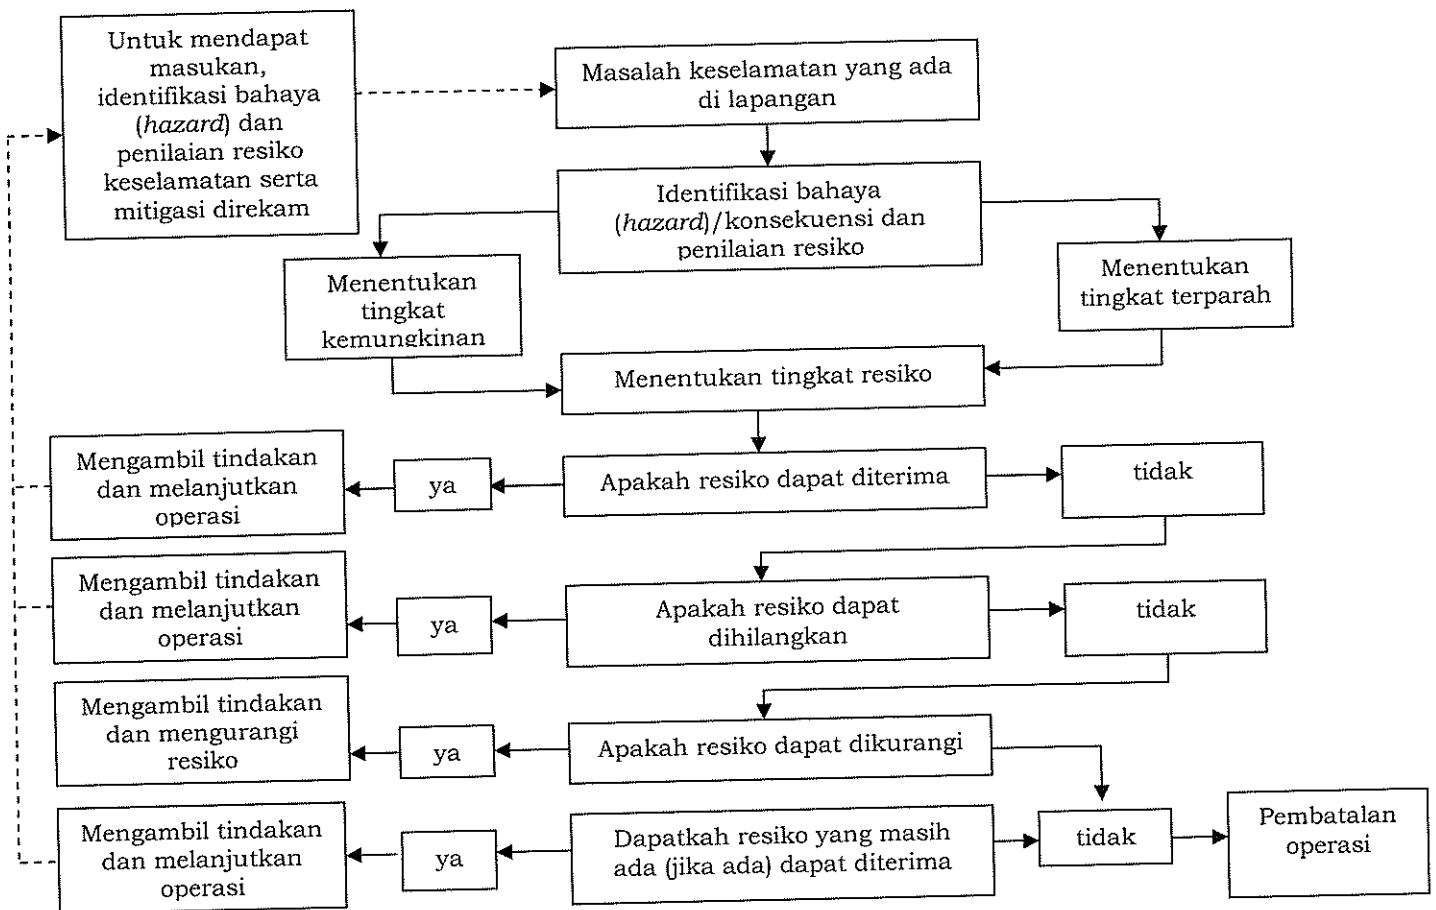 Untuk mendapat
masukan,
identifikasi bahaya
(hazard) dan
penilaian resiko
keselamatan serta
mitigasi direkam
Masalah keselamatan yang ada
di lapangan
Identifikasi bahaya
(hazard)/konsekuensi dan
penilaian resiko
Menentukan
tingkat
kemungkinan
Menentukan
tingkat terparah
Menentukan tingkat resiko
Mengambil tindakan
dan melanjutkan
operasi
ya
Apakah resiko dapat diterima
tidak
Mengambil tindakan
dan melanjutkan
operasi
ya
Apakah resiko dapat
dihilangkan
tidak
Mengambil tindakan
dan mengurangi
resiko
ya
Apakah resiko dapat dikurangi
Mengambil tindakan
dan melanjutkan
operasi
ya
Dapatkah resiko yang masih
ada (jika ada) dapat diterima
tidak
Pembatalan
operasi